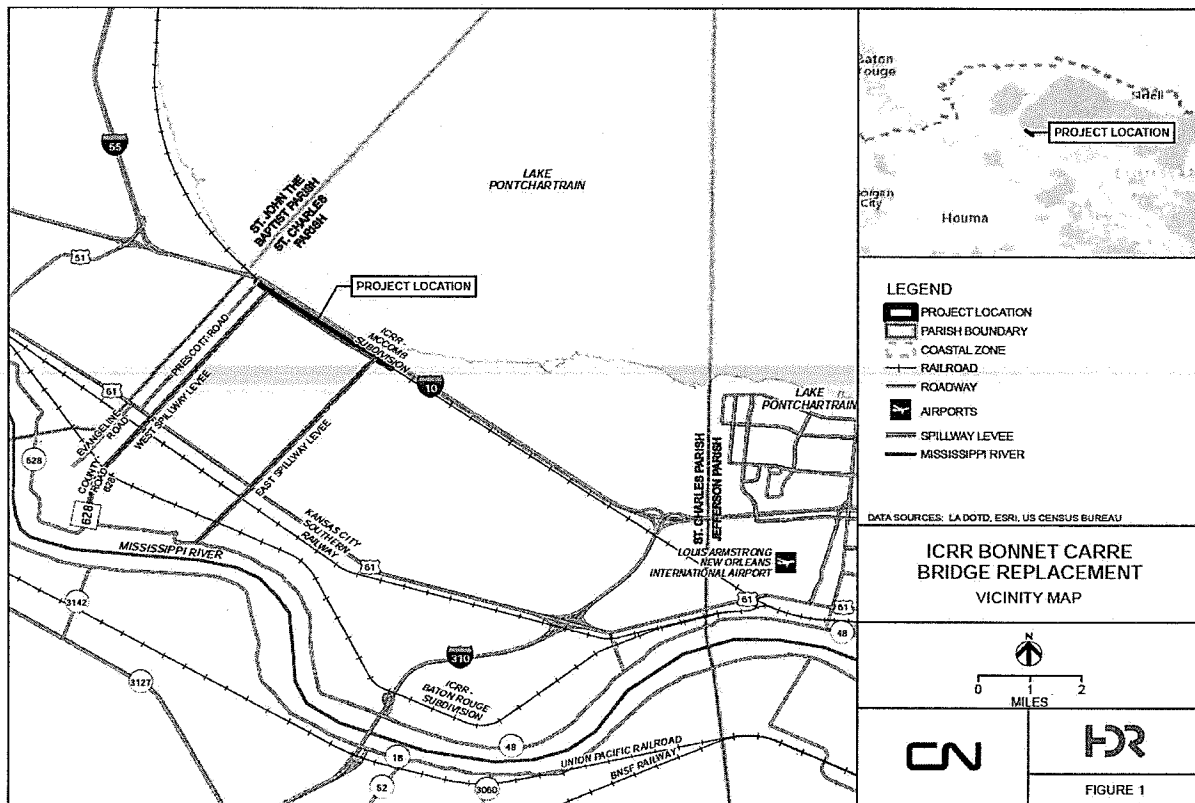 55
51
ST. JOHN THE
BAPTIST PARISH
ST. CHARLES
PARISH
LAKE
PONTCHARTRAIN
PROJECT LOCATION
PRESCOTT ROAD
ICRR -
MCCOMB
SUBDIVISION
61
10
EVANGELINE
ROAD
WEST SPILLWAY LEVEE
COUNTY
ROAD
626
628
628
EAST SPILLWAY LEVEE
LAKE
PONTCHARTRAIN
KANSAS CITY
SOUTHERN
RAILWAY
ST. CHARLES PARISH
JEFFERSON PARISH
MISSISSIPPI RIVER
61
LOUIS ARMSTRONG
NEW ORLEANS
INTERNATIONAL AIRPORT
61
61
48
3142
310
3127
ICRR -
BATON ROUGE
SUBDIVISION
48
18
UNION PACIFIC RAILROAD
BNSF RAILWAY
52
3060
Baton
Rouge
Slidell
PROJECT LOCATION
Morgan
City
Houma
LEGEND
PROJECT LOCATION
PARISH BOUNDARY
COASTAL ZONE
RAILROAD
ROADWAY
AIRPORTS
SPILLWAY LEVEE
MISSISSIPPI RIVER
DATA SOURCES: LA DOTD, ESRI, US CENSUS BUREAU
ICRR BONNET CARRE
BRIDGE REPLACEMENT
VICINITY MAP
N
0 1 2
MILES
CN
HDR
FIGURE 1